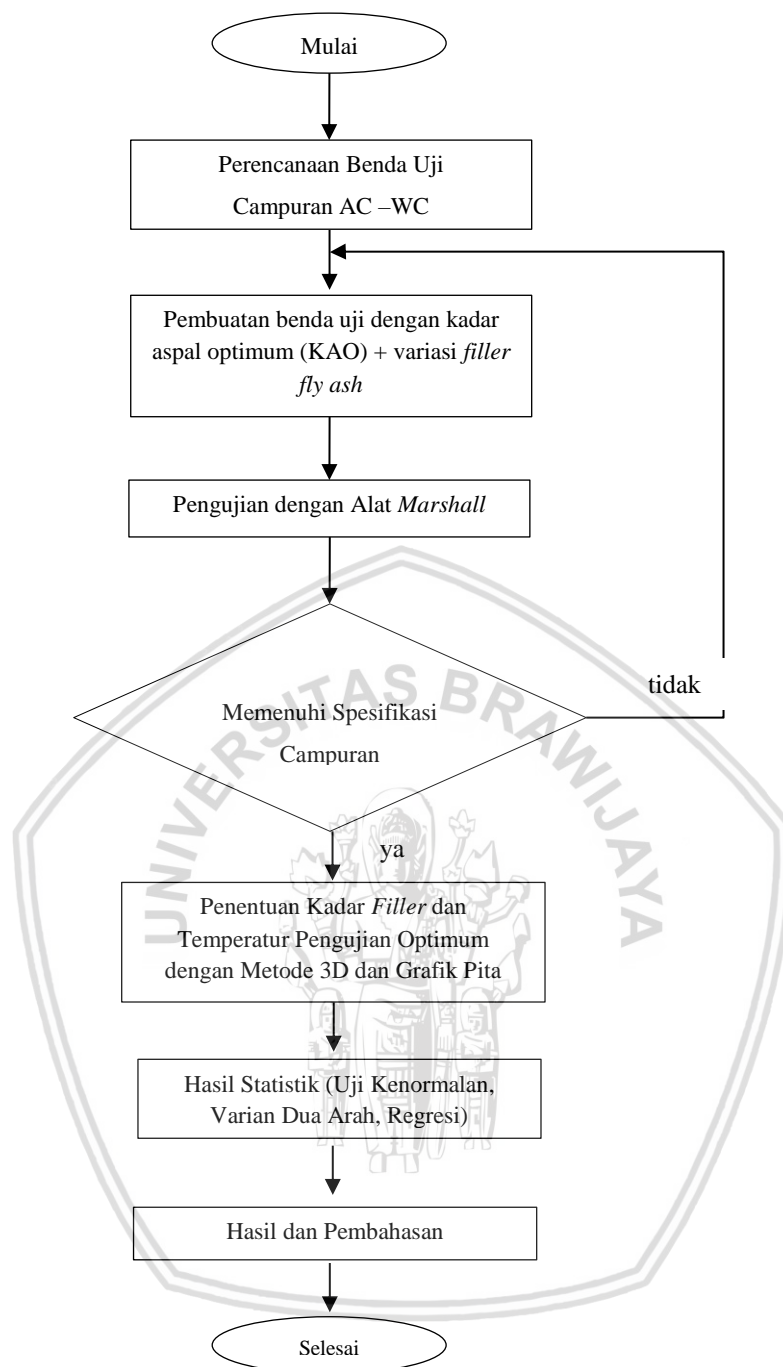 Mulai
Perencanaan Benda Uji
Campuran AC –WC
Pembuatan benda uji dengan kadar
aspal optimum (KAO) + variasi filler
fly ash
Pengujian dengan Alat Marshall
Memenuhi Spesifikasi
Campuran
tidak
ya
Penentuan Kadar Filler dan
Temperatur Pengujian Optimum
dengan Metode 3D dan Grafik Pita
Hasil Statistik (Uji Kenormalan,
Varian Dua Arah, Regresi)
Hasil dan Pembahasan
Selesai
UNIVERSITAS BRAWIJAYA